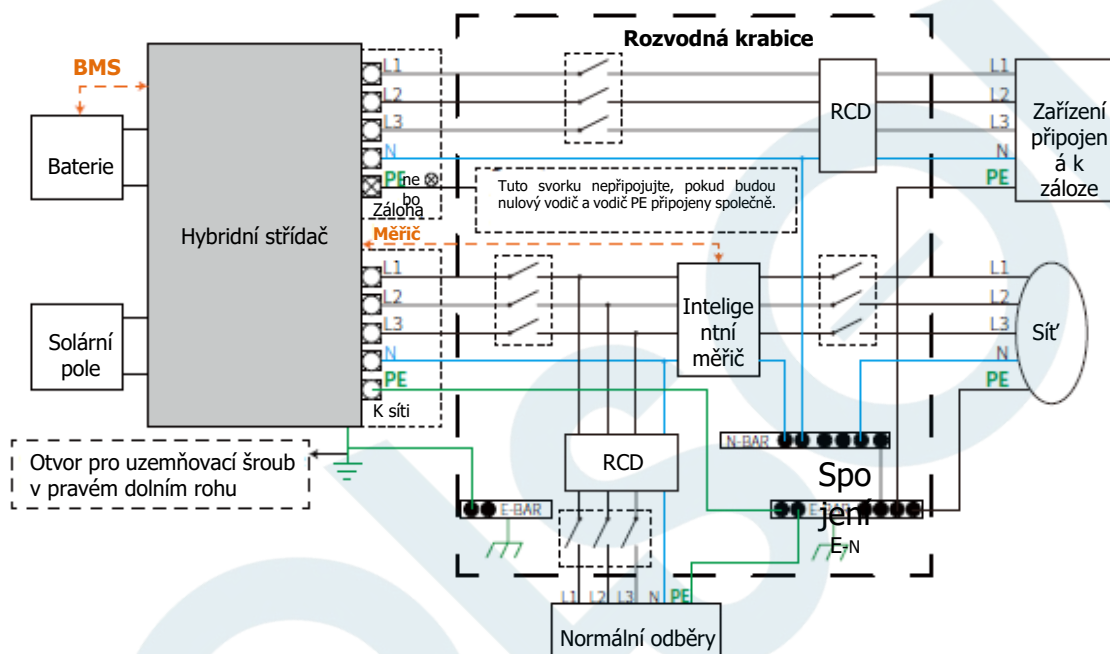 Rozvodná krabice
BMS
Baterie
Hybridní střídač
Solární
pole
Otvor pro uzemňovací šroub
v pravém dolním rohu
L1
L2
L3
N
PE
ne
bo
Záloha
Tuto svorku nepřipojujte, pokud budou
nulový vodič a vodič PE připojeny společně.
RCD
L1
L2
L3
N
PE
Zařízení
připojen
á k
záloze
Měřič
L1
L2
L3
N
PE
K síti
Intelige
ntní
měřič
L1
L2
L3
N
PE
Síť
N-BAR
RCD
Spo
jení
E-N
E-BAR
E-BAR
L1 L2 L3 N PE
Normální odběry